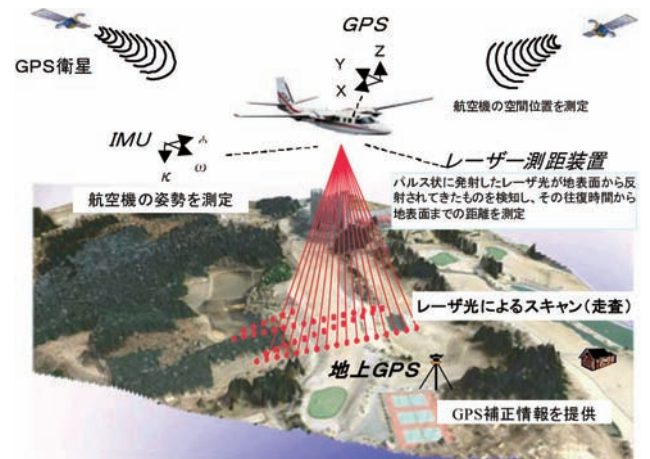 GPS
GPS衛星
Z
Y
X
航空機の空間位置を測定
IMU
κ
ω
航空機の姿勢を測定
レーザー測距装置
パルス状に発射したレーザ光が地表面から反
射されてきたものを検知し、その往復時間から
地表面までの距離を測定
レーザ光によるスキャン(走査)
地上GPS
GPS補正情報を提供